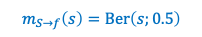 m_{S→f}(s) = Ber(s; 0.5)